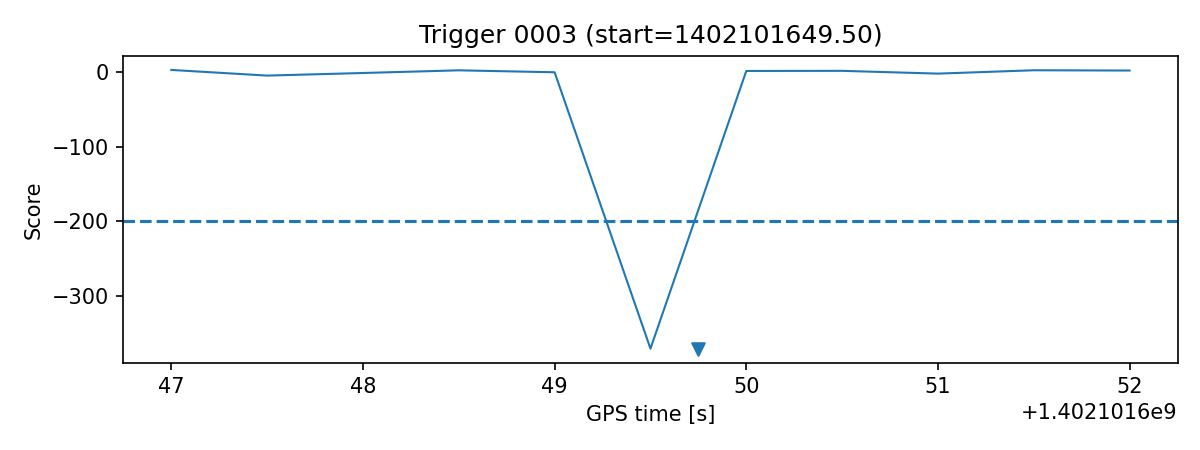 Trigger 0003 (start=1402101649.50)
0
−100
−200
−300
Score
47 48 49 50 51 52
GPS time [s]
+1.4021016e9